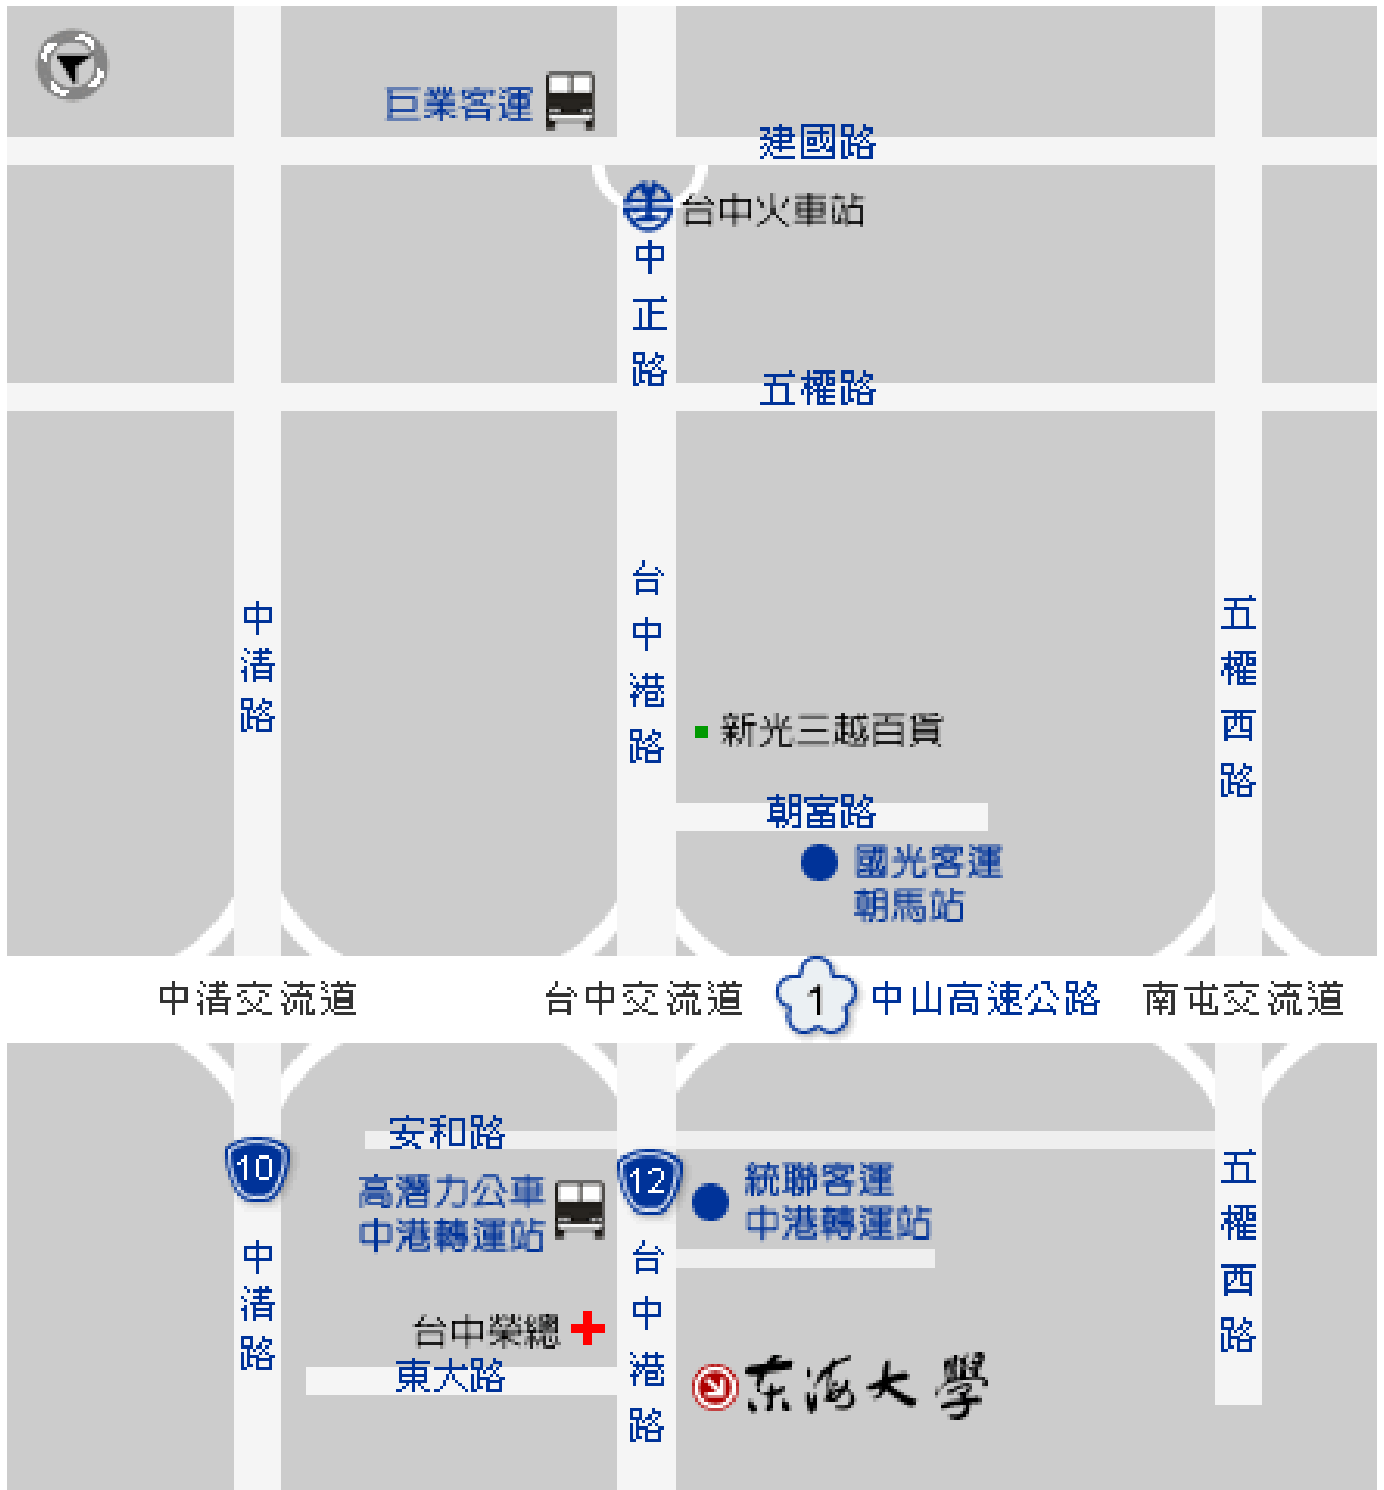 巨業客運
建國路
台中火車站
中正路
五權路
台中港路
中清路
五權西路
新光三越百貨
朝富路
國光客運
朝馬站
中清交流道
台中交流道
1
中山高速公路
南屯交流道
安和路
10
12
高潛力公車
中港轉運站
統聯客運
中港轉運站
五權西路
中清路
台中港路
台中榮總
東大路
东海大學